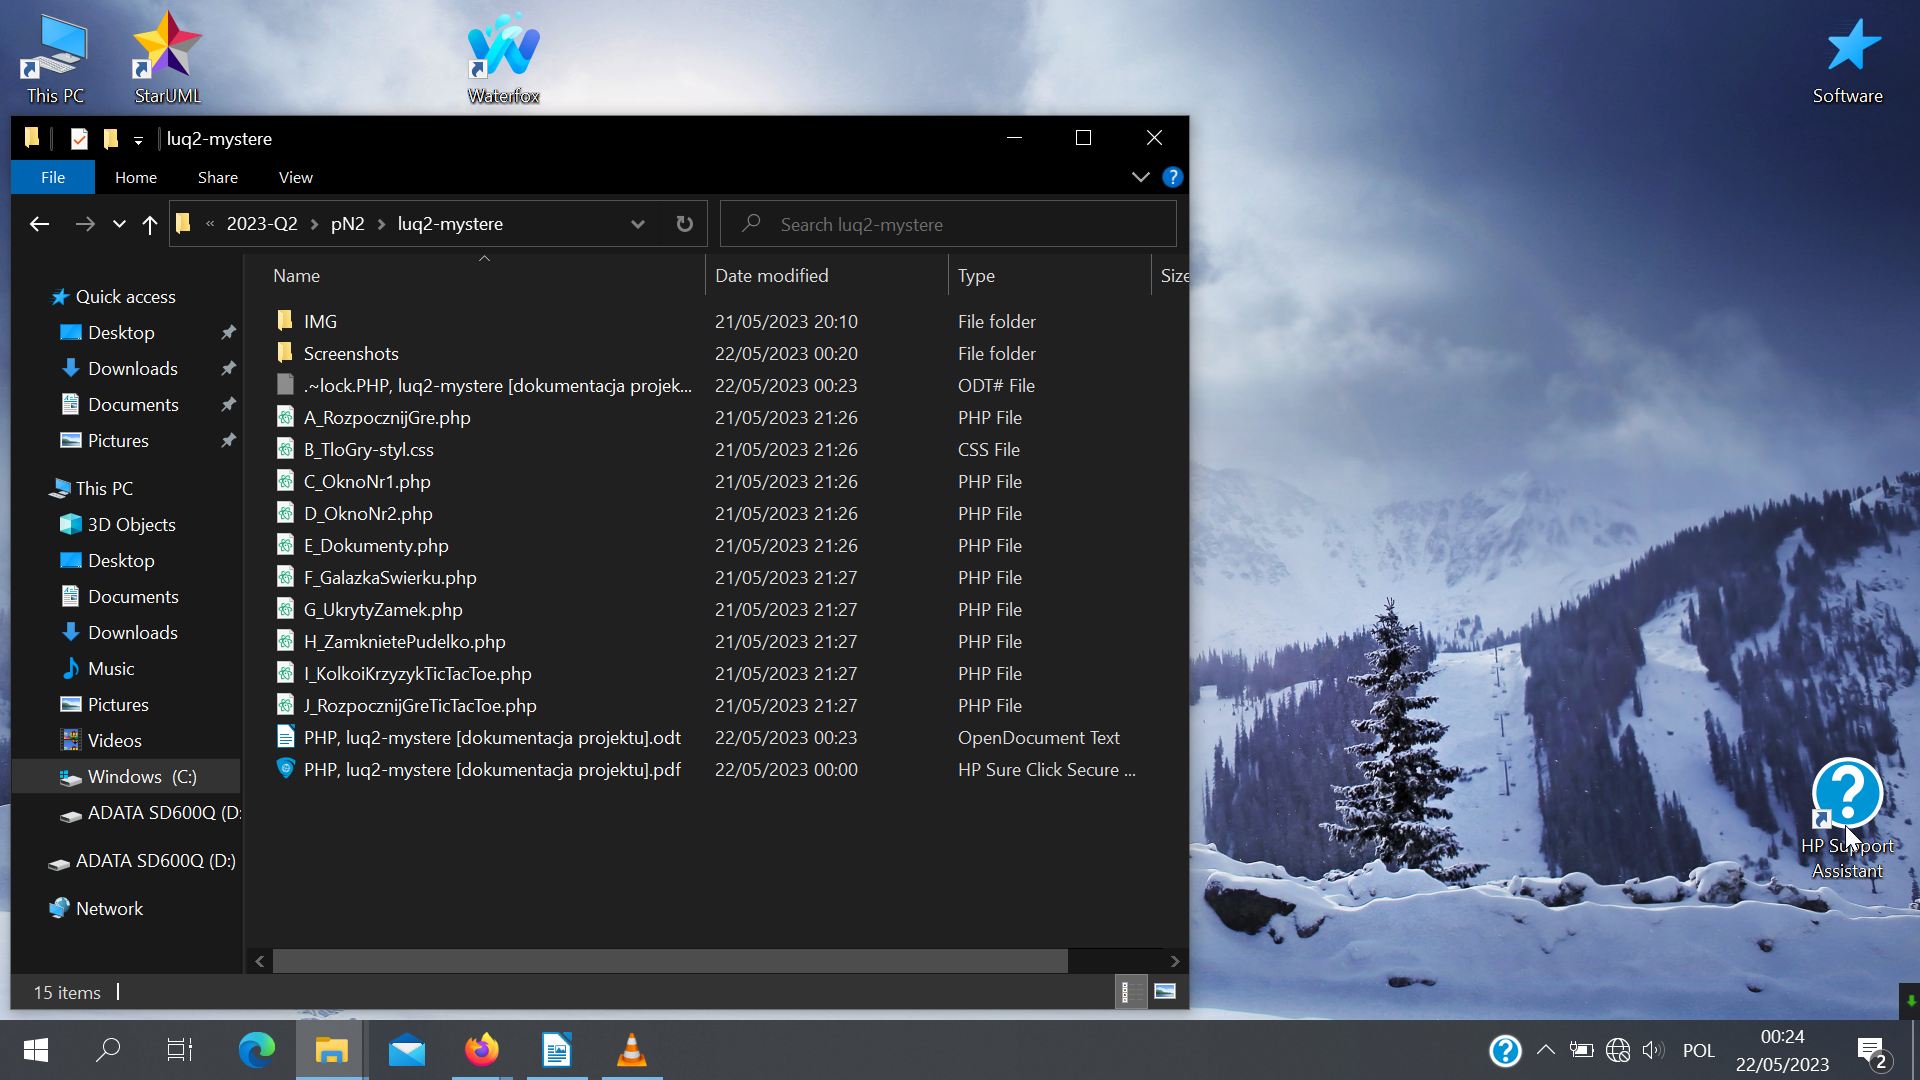 This PC
StarUML
Waterfox
Software
luq2-mystere
File
Home
Share
View
« 2023-Q2 > pN2 > luq2-mystere
Search luq2-mystere
Name
Date modified
Type
Size
Quick access
Desktop
Downloads
Documents
Pictures
This PC
3D Objects
Desktop
Documents
Downloads
Music
Pictures
Videos
Windows (C:)
ADATA SD600Q (D:
ADATA SD600Q (D:)
Network
IMG 21/05/2023 20:10 File folder
Screenshots 22/05/2023 00:20 File folder
.~lock.PHP, luq2-mystere [dokumentacja projek... 22/05/2023 00:23 ODT# File
A_RozpocznijGre.php 21/05/2023 21:26 PHP File
B_TloGry-styl.css 21/05/2023 21:26 CSS File
C_OknoNr1.php 21/05/2023 21:26 PHP File
D_OknoNr2.php 21/05/2023 21:26 PHP File
E_Dokumenty.php 21/05/2023 21:26 PHP File
F_GalazkaSwierku.php 21/05/2023 21:27 PHP File
G_UkrytyZamek.php 21/05/2023 21:27 PHP File
H_ZamknietePudelko.php 21/05/2023 21:27 PHP File
I_KolkoiKrzyzykTicTacToe.php 21/05/2023 21:27 PHP File
J_RozpocznijGreTicTacToe.php 21/05/2023 21:27 PHP File
PHP, luq2-mystere [dokumentacja projektu].odt 22/05/2023 00:23 OpenDocument Text
PHP, luq2-mystere [dokumentacja projektu].pdf 22/05/2023 00:00 HP Sure Click Secure ...
15 items
HP Support
Assistant
POL
00:24
22/05/2023
2